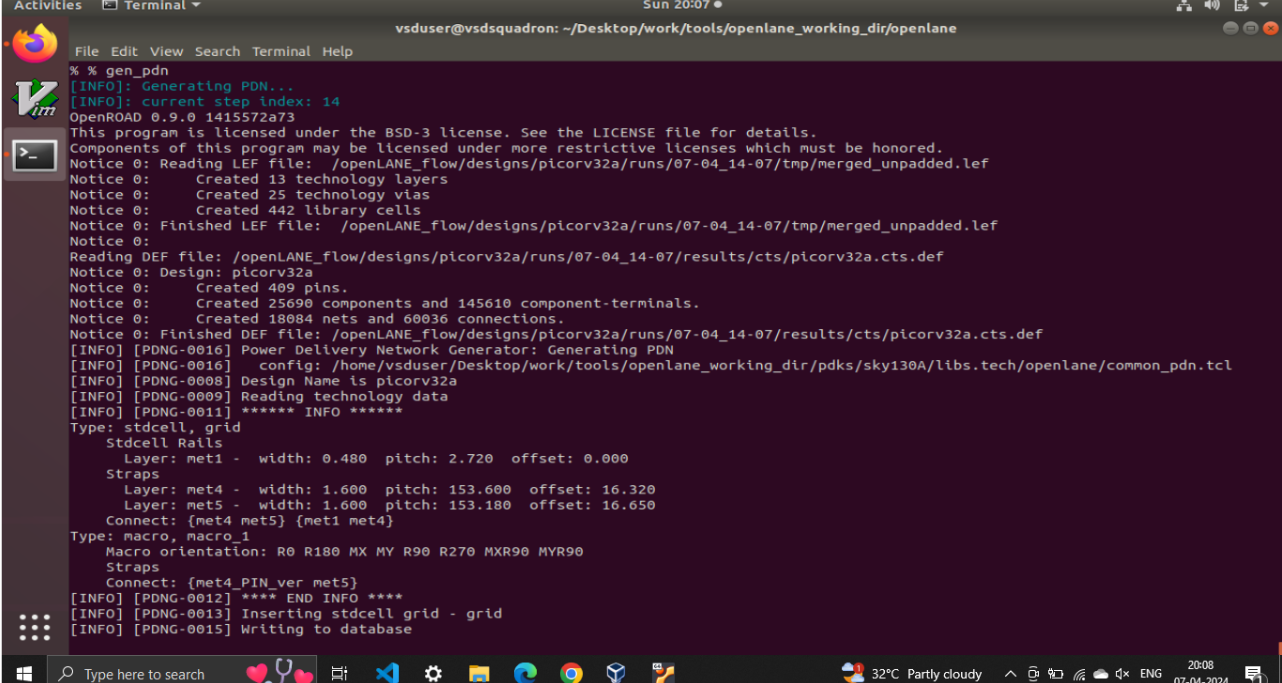 Activities Terminal Sun 20:07
vsduser@vsdsquadron: ~/Desktop/work/tools/openlane_working_dir/openlane
File Edit View Search Terminal Help
% % gen_pdn
[INFO]: Generating PDN...
[INFO]: current step index: 14
OpenROAD 0.9.0 1415572a73
This program is licensed under the BSD-3 license. See the LICENSE file for details.
Components of this program may be licensed under more restrictive licenses which must be honored.
Notice 0: Reading LEF file:  /openLANE_flow/designs/picorv32a/runs/07-04_14-07/tmp/merged_unpadded.lef
Notice 0:     Created 13 technology layers
Notice 0:     Created 25 technology vias
Notice 0:     Created 442 library cells
Notice 0: Finished LEF file:  /openLANE_flow/designs/picorv32a/runs/07-04_14-07/tmp/merged_unpadded.lef
Notice 0:
Reading DEF file: /openLANE_flow/designs/picorv32a/runs/07-04_14-07/results/cts/picorv32a.cts.def
Notice 0: Design: picorv32a
Notice 0:     Created 409 pins.
Notice 0:     Created 25690 components and 145610 component-terminals.
Notice 0:     Created 18084 nets and 60036 connections.
Notice 0: Finished DEF file: /openLANE_flow/designs/picorv32a/runs/07-04_14-07/results/cts/picorv32a.cts.def
[INFO] [PDNG-0016] Power Delivery Network Generator: Generating PDN
[INFO] [PDNG-0016]   config: /home/vsduser/Desktop/work/tools/openlane_working_dir/pdks/sky130A/libs.tech/openlane/common_pdn.tcl
[INFO] [PDNG-0008] Design Name is picorv32a
[INFO] [PDNG-0009] Reading technology data
[INFO] [PDNG-0011] ****** INFO ******
Type: stdcell, grid
    Stdcell Rails
      Layer: met1 -  width: 0.480  pitch: 2.720  offset: 0.000
    Straps
      Layer: met4 -  width: 1.600  pitch: 153.600  offset: 16.320
      Layer: met5 -  width: 1.600  pitch: 153.180  offset: 16.650
    Connect: {met4 met5} {met1 met4}
Type: macro, macro_1
    Macro orientation: R0 R180 MX MY R90 R270 MXR90 MYR90
    Straps
    Connect: {met4_PIN_ver met5}
[INFO] [PDNG-0012] **** END INFO ****
[INFO] [PDNG-0013] Inserting stdcell grid - grid
[INFO] [PDNG-0015] Writing to database
Type here to search 32°C Partly cloudy ENG 20:08
07-04-2024